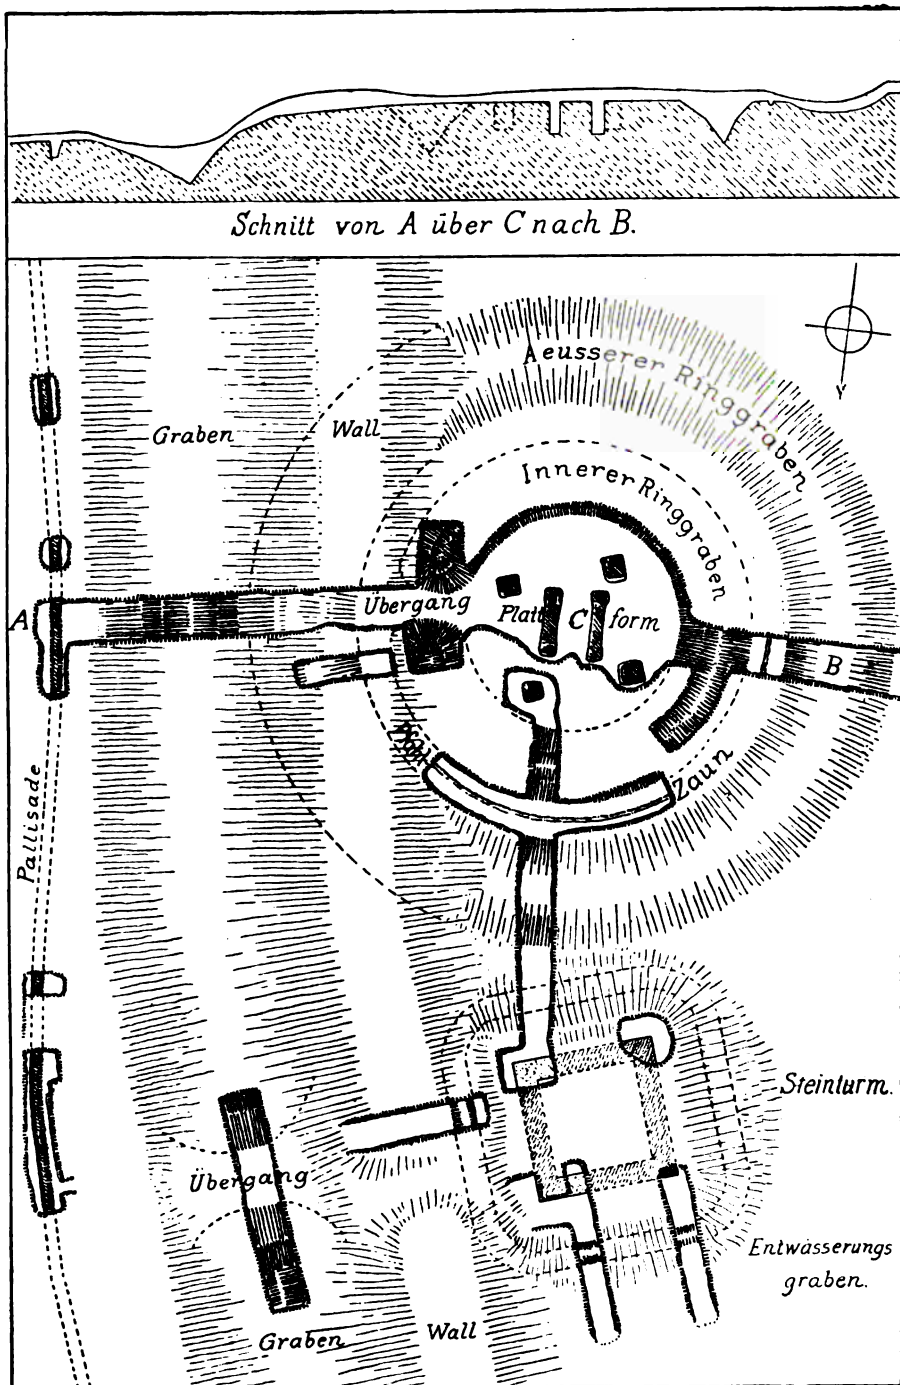 Schnitt von A über C nach B.
Aeusserer Ringgraben
Graben
Wall
Innerer Ringgraben
A
Übergang
Platt C form
B
Zaun
Pallisade
Steinturm.
Übergang
Entwässerungs
graben.
Graben
Wall